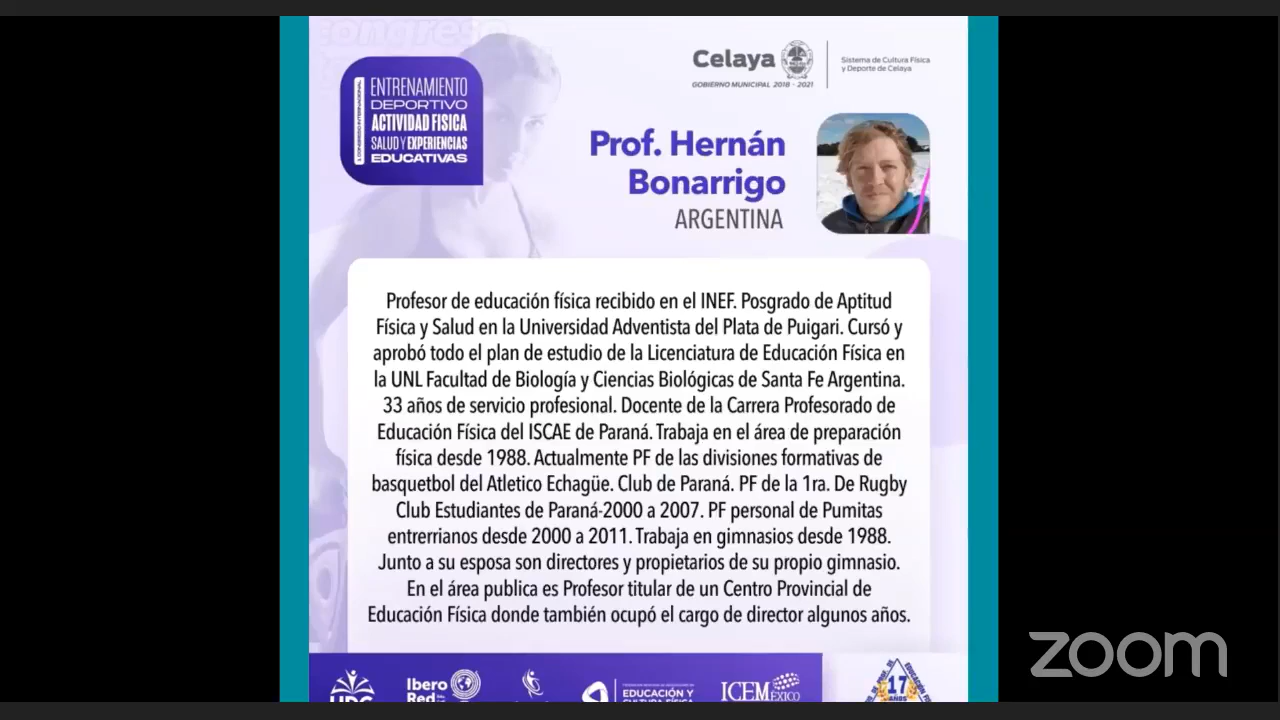 congreso
I CONGRESO INTERNACIONAL
ENTRENAMIENTO
DEPORTIVO
ACTIVIDAD FISICA
SALUD Y EXPERIENCIAS
EDUCATIVAS
Celaya
GOBIERNO MUNICIPAL 2018 - 2021
Sistema de Cultura Física
y Deporte de Celaya
Prof. Hernán
Bonarrigo
ARGENTINA
Profesor de educación física recibido en el INEF. Posgrado de Aptitud
Física y Salud en la Universidad Adventista del Plata de Puigari. Cursó y
aprobó todo el plan de estudio de la Licenciatura de Educación Física en
la UNL Facultad de Biología y Ciencias Biológicas de Santa Fe Argentina.
33 años de servicio profesional. Docente de la Carrera Profesorado de
Educación Física del ISCAE de Paraná. Trabaja en el área de preparación
física desde 1988. Actualmente PF de las divisiones formativas de
basquetbol del Atletico Echagüe. Club de Paraná. PF de la 1ra. De Rugby
Club Estudiantes de Paraná-2000 a 2007. PF personal de Pumitas
entrerrianos desde 2000 a 2011. Trabaja en gimnasios desde 1988.
Junto a su esposa son directores y propietarios de su propio gimnasio.
En el área publica es Profesor titular de un Centro Provincial de
Educación Física donde también ocupó el cargo de director algunos años.
Ibero
Red
EDUCACIÓN Y
CULTURA FÍSICA
ICEMÉXICO
17
AÑOS
zoom